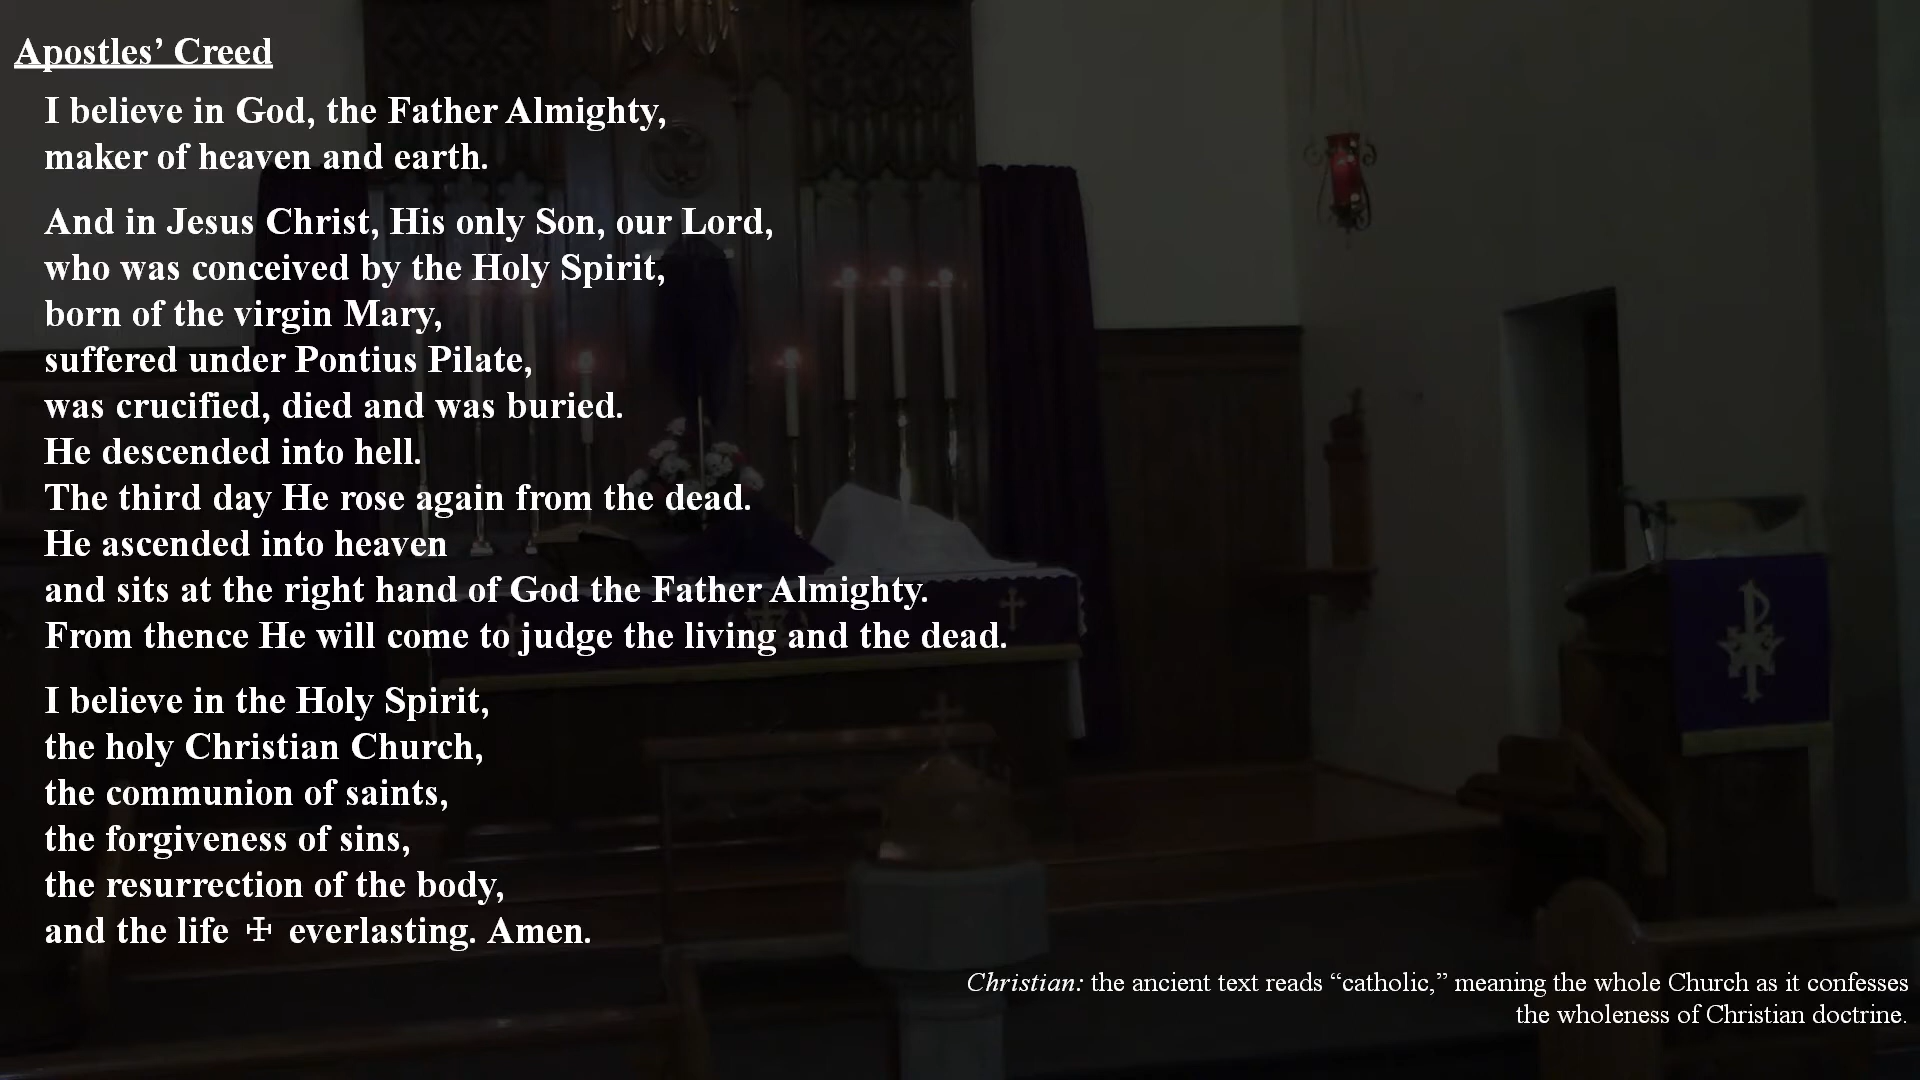 Apostles’ Creed
I believe in God, the Father Almighty,
maker of heaven and earth.
And in Jesus Christ, His only Son, our Lord,
who was conceived by the Holy Spirit,
born of the virgin Mary,
suffered under Pontius Pilate,
was crucified, died and was buried.
He descended into hell.
The third day He rose again from the dead.
He ascended into heaven
and sits at the right hand of God the Father Almighty.
From thence He will come to judge the living and the dead.
I believe in the Holy Spirit,
the holy Christian Church,
the communion of saints,
the forgiveness of sins,
the resurrection of the body,
and the life ☩ everlasting. Amen.
Christian: the ancient text reads “catholic,” meaning the whole Church as it confesses
the wholeness of Christian doctrine.